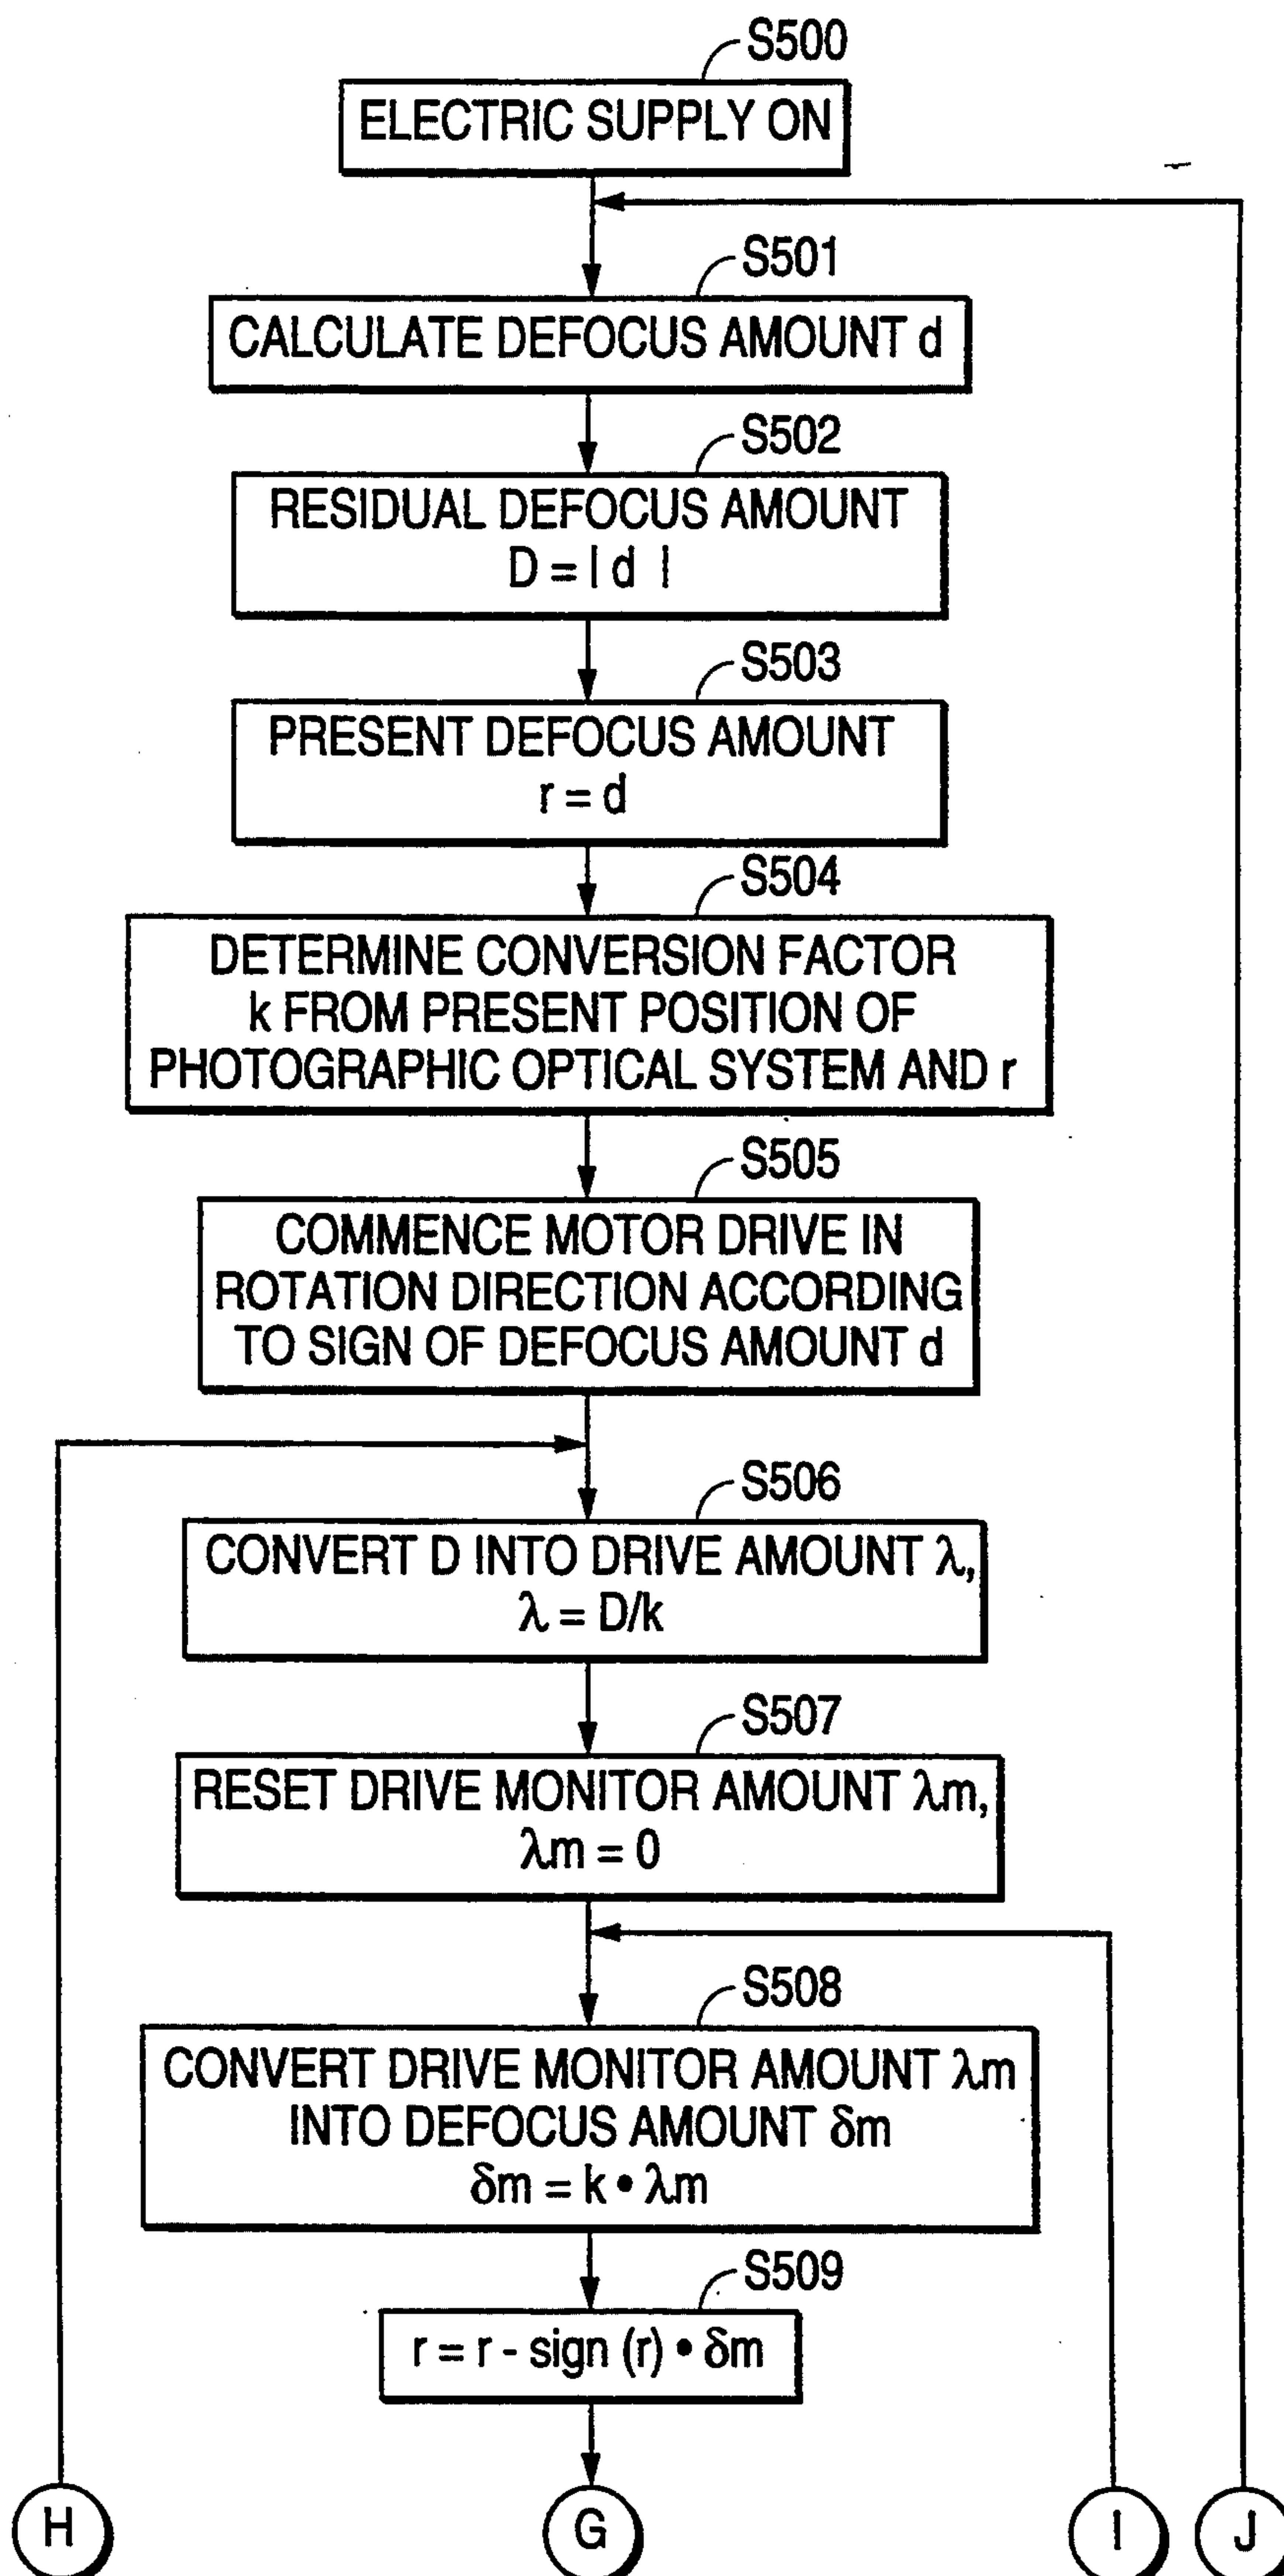 S500
ELECTRIC SUPPLY ON
S501
CALCULATE DEFOCUS AMOUNT d
S502
RESIDUAL DEFOCUS AMOUNT
D = | d |
S503
PRESENT DEFOCUS AMOUNT
r = d
S504
DETERMINE CONVERSION FACTOR
k FROM PRESENT POSITION OF
PHOTOGRAPHIC OPTICAL SYSTEM AND r
S505
COMMENCE MOTOR DRIVE IN
ROTATION DIRECTION ACCORDING
TO SIGN OF DEFOCUS AMOUNT d
S506
CONVERT D INTO DRIVE AMOUNT λ,
λ = D/k
S507
RESET DRIVE MONITOR AMOUNT λm,
λm = 0
S508
CONVERT DRIVE MONITOR AMOUNT λm
INTO DEFOCUS AMOUNT δm
δm = k • λm
S509
r = r - sign (r) • δm
H G I J